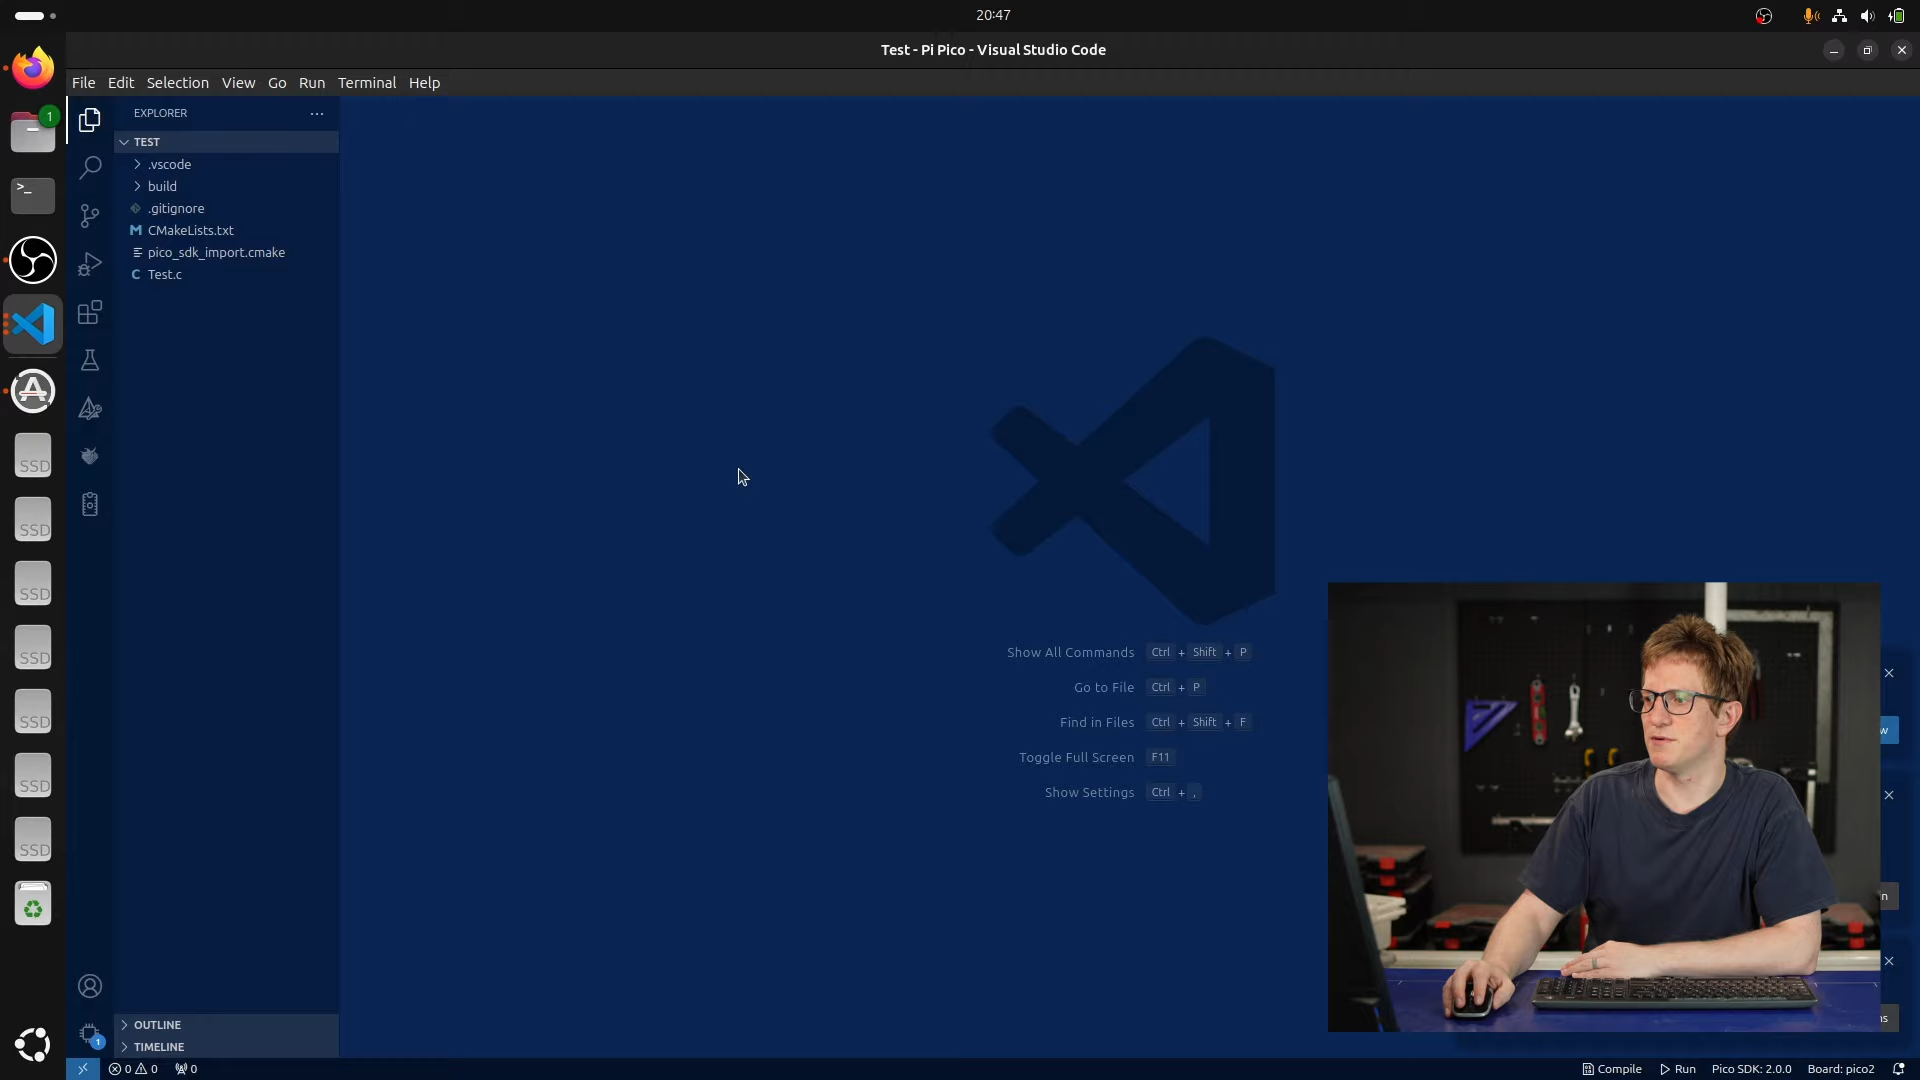 20:47
Test - Pi Pico - Visual Studio Code
File Edit Selection View Go Run Terminal Help
1
EXPLORER
TEST
.vscode
build
.gitignore
M CMakeLists.txt
pico_sdk_import.cmake
C Test.c
>_
SSD
SSD
SSD
SSD
SSD
SSD
SSD
Show All Commands Ctrl + Shift + P
Go to File Ctrl + P
Find in Files Ctrl + Shift + F
Toggle Full Screen F11
Show Settings Ctrl + ,
w
n
ns
OUTLINE
1
TIMELINE
0 0 0 Compile Run Pico SDK: 2.0.0 Board: pico2